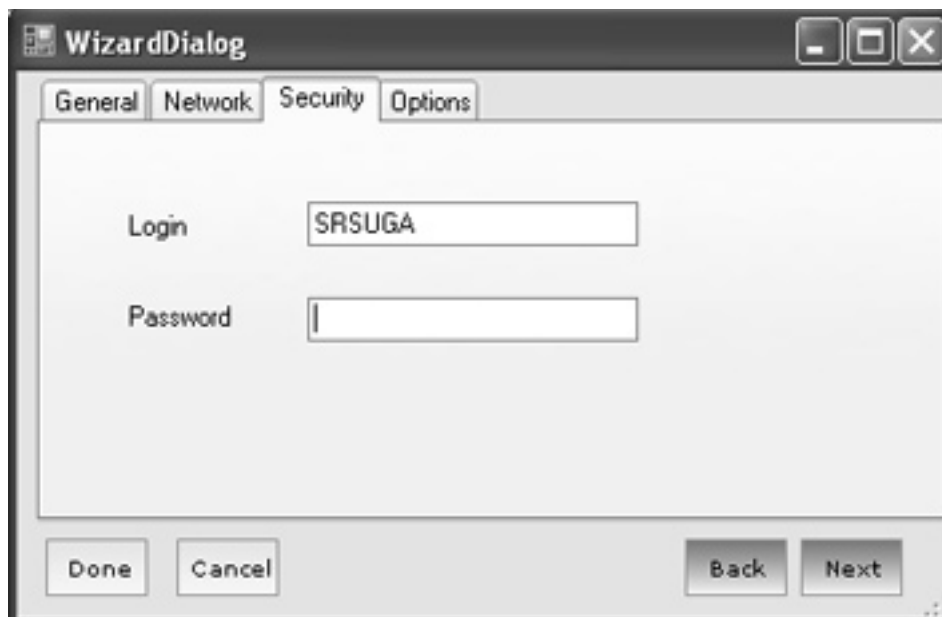 WizardDialog
General Network Security Options
Login SRSUGA
Password
Done Cancel Back Next